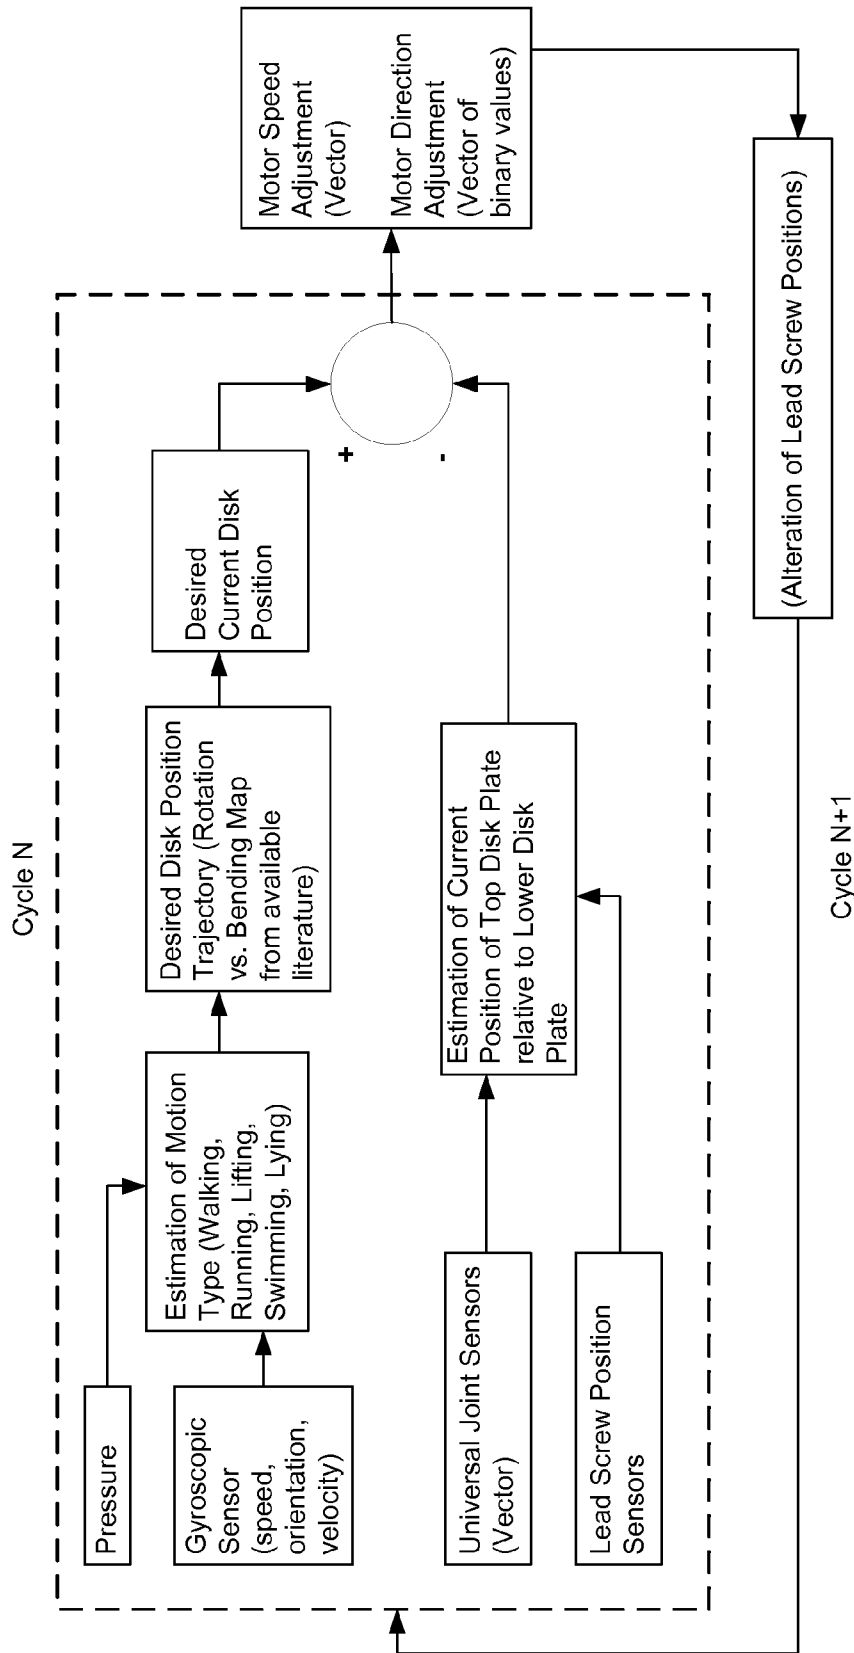 Cycle N
Pressure
Gyroscopic
Sensor
(speed,
orientation,
velocity)
Estimation of Motion
Type (Walking,
Running, Lifting,
Swimming, Lying)
Desired Disk Position
Trajectory (Rotation
vs. Bending Map
from available
literature)
Desired
Current Disk
Position
+
-
Universal Joint Sensors
(Vector)
Lead Screw Position
Sensors
Estimation of Current
Position of Top Disk Plate
relative to Lower Disk
Plate
Motor Speed
Adjustment
(Vector)
Motor Direction
Adjustment
(Vector of
binary values)
(Alteration of Lead Screw Positions)
Cycle N+1